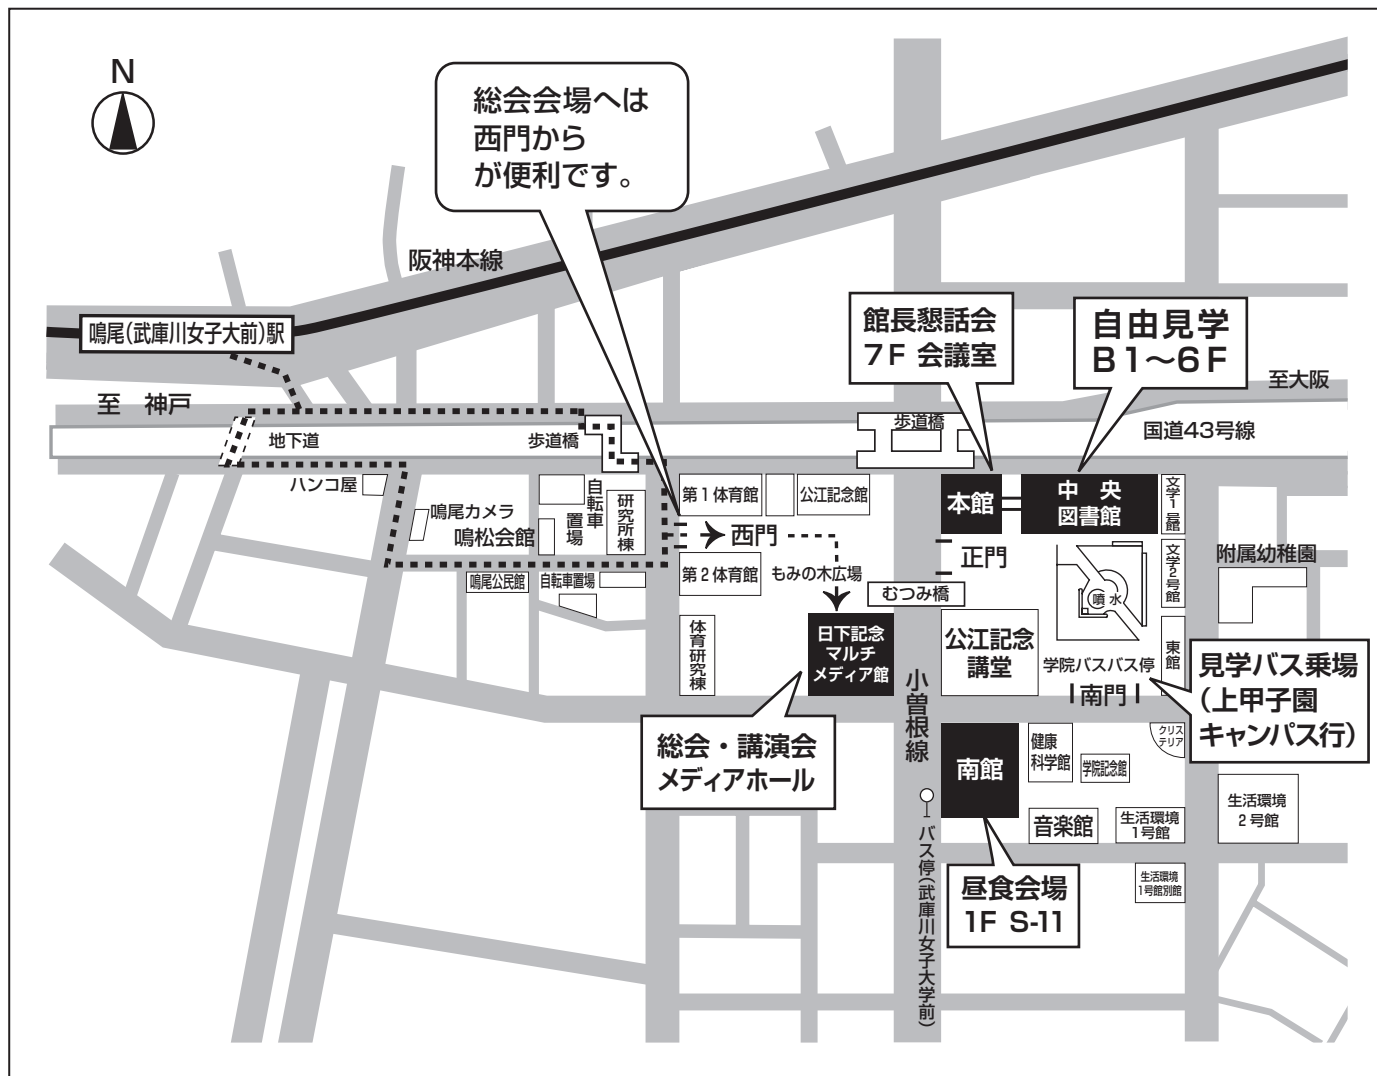 N
総会会場へは
西門から
が便利です。
阪神本線
鳴尾(武庫川女子大前)駅
館長懇話会
7F 会議室
自由見学
B1〜6F
至 神戸
至大阪
地下道
歩道橋
歩道橋
国道43号線
ハンコ屋
鳴尾カメラ
鳴松会館
自転車
置場
研究所棟
第1体育館
公江記念館
本館
中 央
図書館
文学1号館
西門
正門
鳴尾公民館
自転車置場
第2体育館
もみの木広場
むつみ橋
噴 水
文学2号館
附属幼稚園
体育研究棟
日下記念
マルチ
メディア館
公江記念
講堂
東館
学院バスバス停
南門
見学バス乗場
(上甲子園
キャンパス行)
小曽根線
総会・講演会
メディアホール
南館
健康
科学館
学院記念館
クリス
テリア
音楽館
生活環境
1号館
生活環境
2号館
バス停(武庫川女子大学前)
生活環境
1号館別館
昼食会場
1F S-11